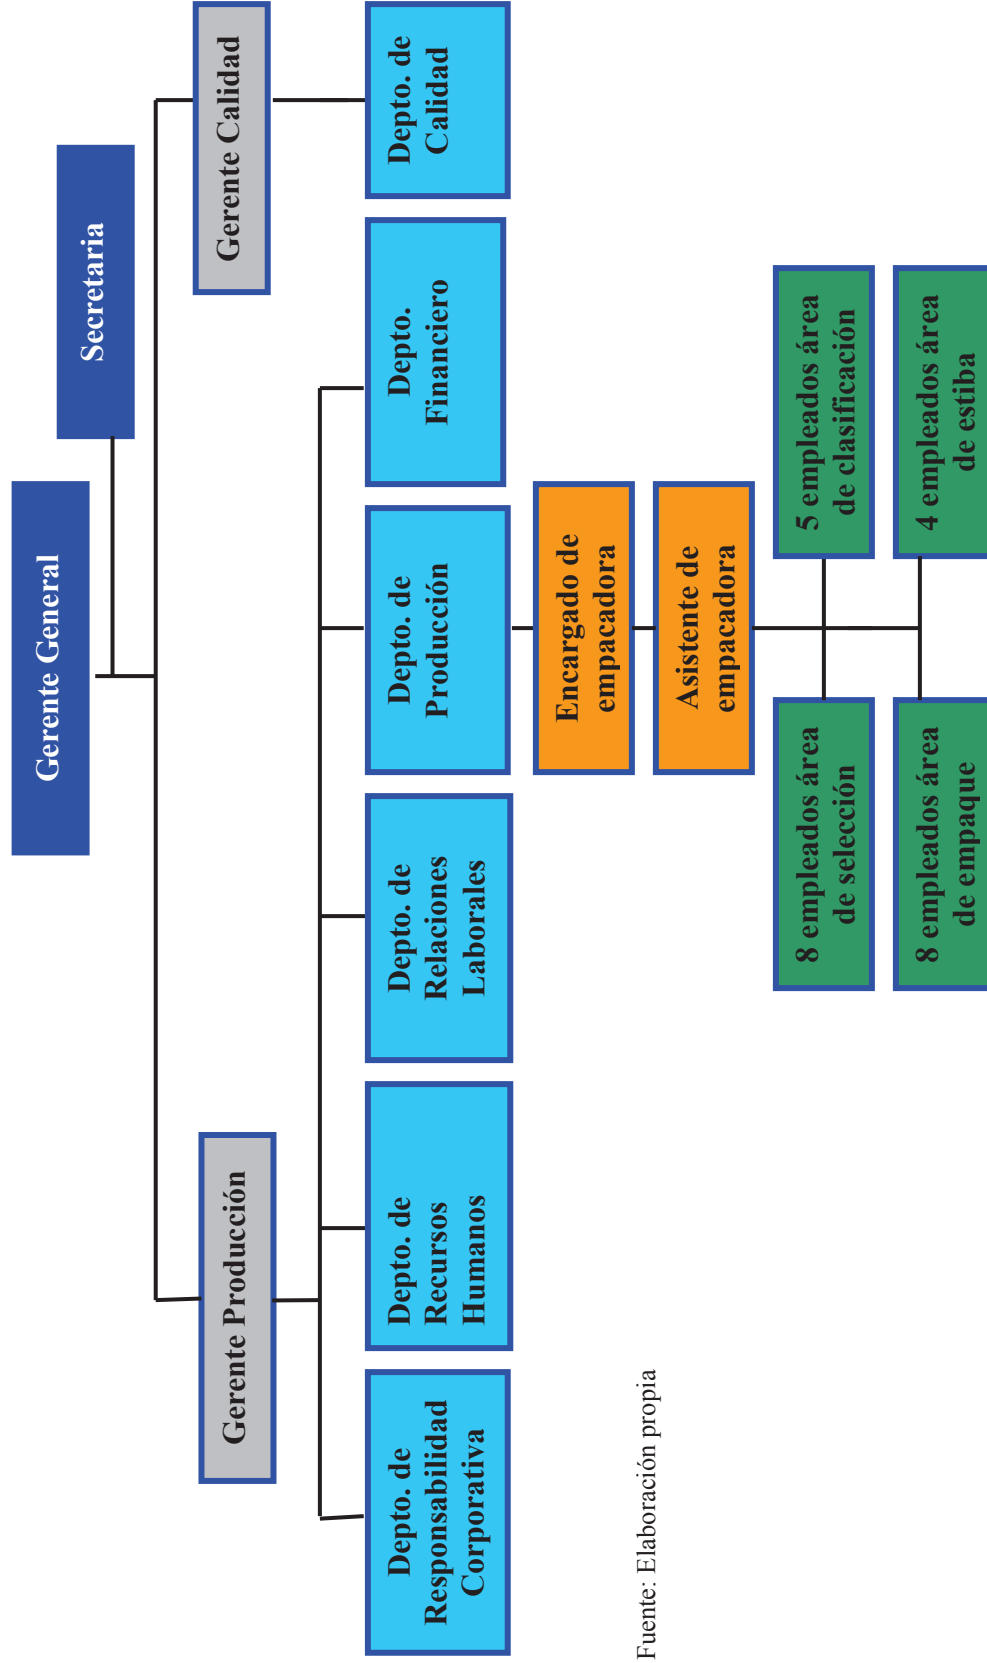 Gerente General
Secretaria
Gerente Producción
Gerente Calidad
Depto. de
Responsabilidad
Corporativa
Depto. de
Recursos
Humanos
Depto. de
Relaciones
Laborales
Depto. de
Producción
Depto.
Financiero
Depto. de
Calidad
Encargado de
empacadora
Asistente de
empacadora
8 empleados área
de selección
5 empleados área
de clasificación
8 empleados área
de empaque
4 empleados área
de estiba
Fuente: Elaboración propia